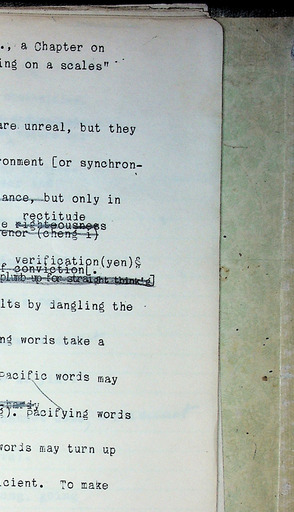 ., a Chapter on
ing on a scales"
are unreal, but they
ronment [or synchron-
ance, but only in
rectitude
e righteousness
enor (cheng i)
verification(yen)
f conviction[.
plumb up for straight think'g]
lts by dangling the
ng words take a
pacific words may
g). pacifying words
words may turn up
icient. To make